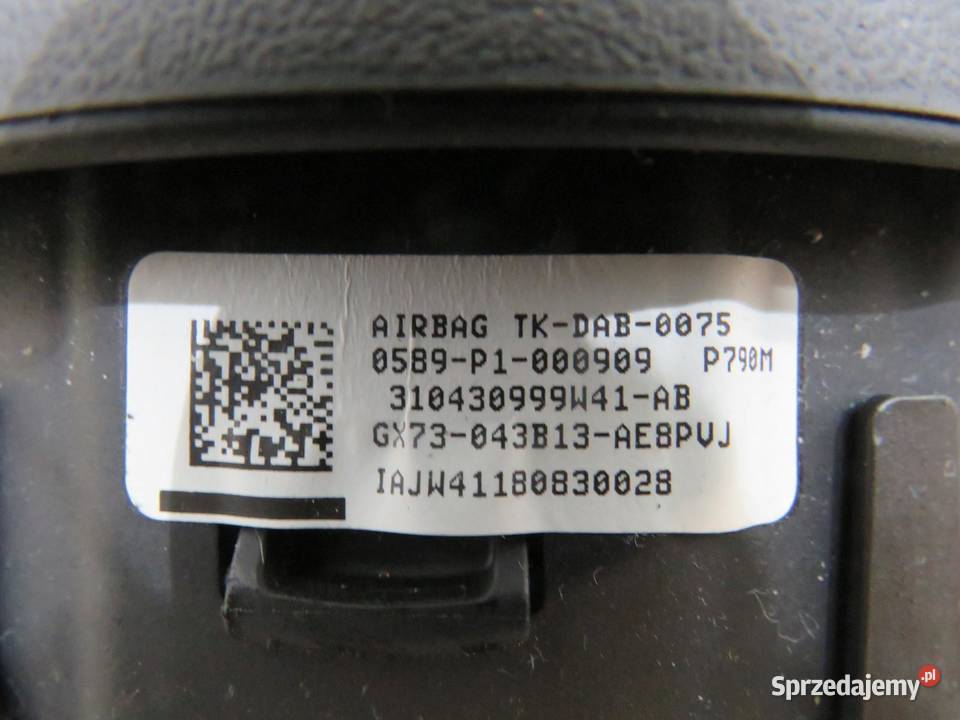 AIRBAG TK-DAB-0075
0589-P1-000909 P790M
310430999W41-AB
GX73-043B13-AE8PVJ
IAJW41180830028
Sprzedajemy.pl